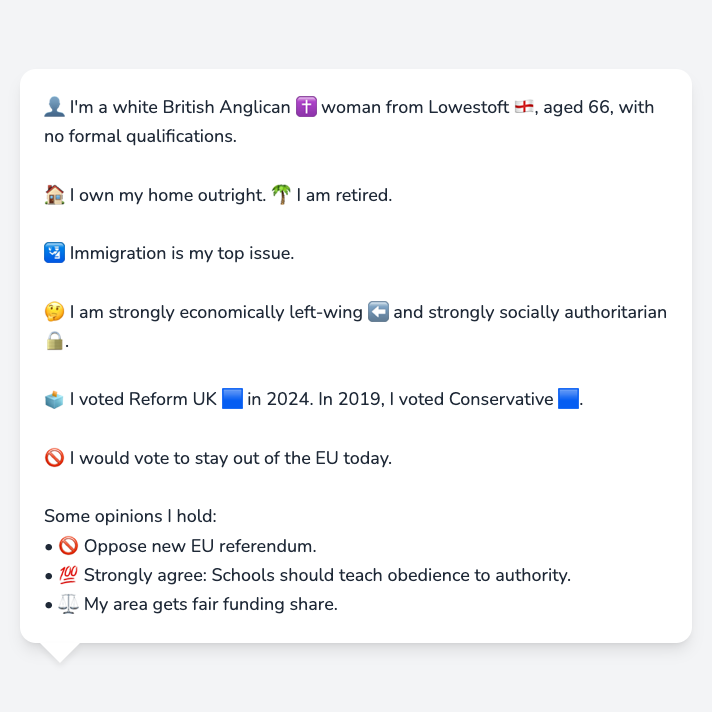 👤 I'm a white British Anglican ✝️ woman from Lowestoft 🏴󠁧󠁢󠁥󠁮󠁧󠁿, aged 66, with
no formal qualifications.
🏠 I own my home outright. 🌴 I am retired.
🛂 Immigration is my top issue.
🤔 I am strongly economically left-wing ⬅️ and strongly socially authoritarian
🔒.
🗳️ I voted Reform UK 🟦 in 2024. In 2019, I voted Conservative 🟦.
🚫 I would vote to stay out of the EU today.
Some opinions I hold:
• 🚫 Oppose new EU referendum.
• 💯 Strongly agree: Schools should teach obedience to authority.
• ⚖️ My area gets fair funding share.